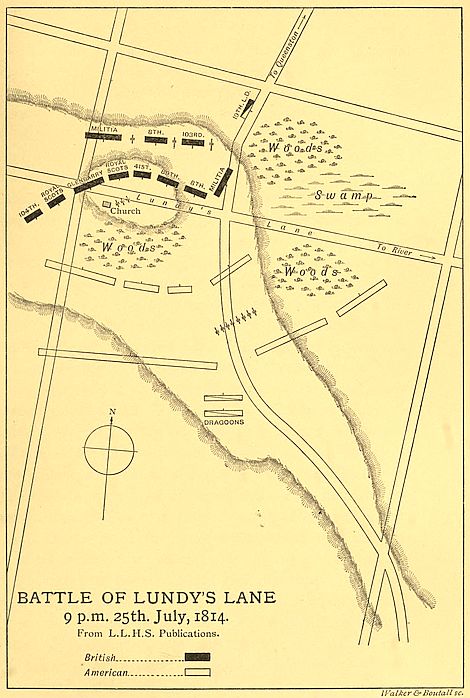 To Queenston
19TH L.D.
MILITIA
8TH.
103RD.
Woods
Swamp
104TH.
ROYAL SCOTS
GLENGARRY
ROYAL SCOTS
41ST.
89TH.
8TH.
MILITIA
Church
Lundy's Lane
To River
Woods
Woods
DRAGOONS
N
BATTLE OF LUNDY'S LANE
9 p.m. 25th. July, 1814.
From L.L.H.S. Publications.
British
American
Walker & Boutall sc.